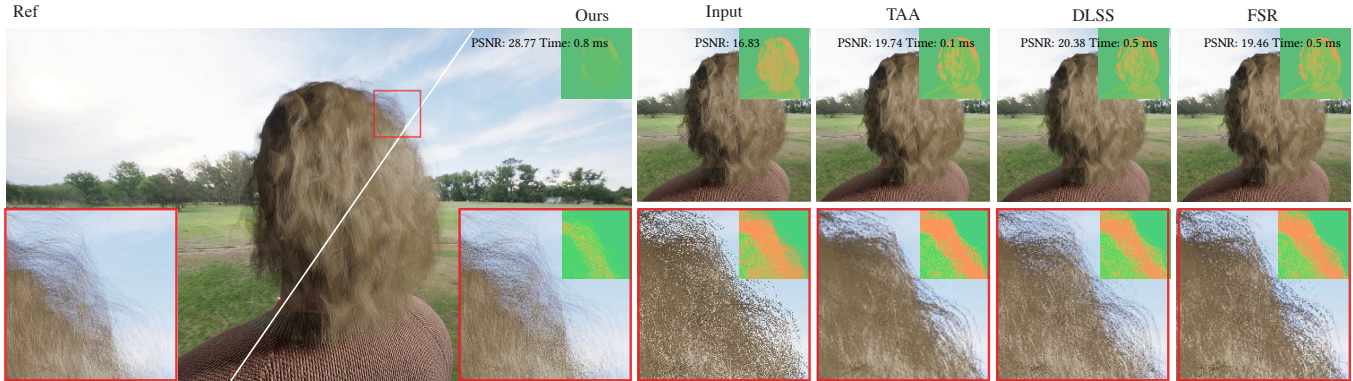 Ref
Ours
Input
TAA
DLSS
FSR
PSNR: 28.77 Time: 0.8 ms
PSNR: 16.83
PSNR: 19.74 Time: 0.1 ms
PSNR: 20.38 Time: 0.5 ms
PSNR: 19.46 Time: 0.5 ms